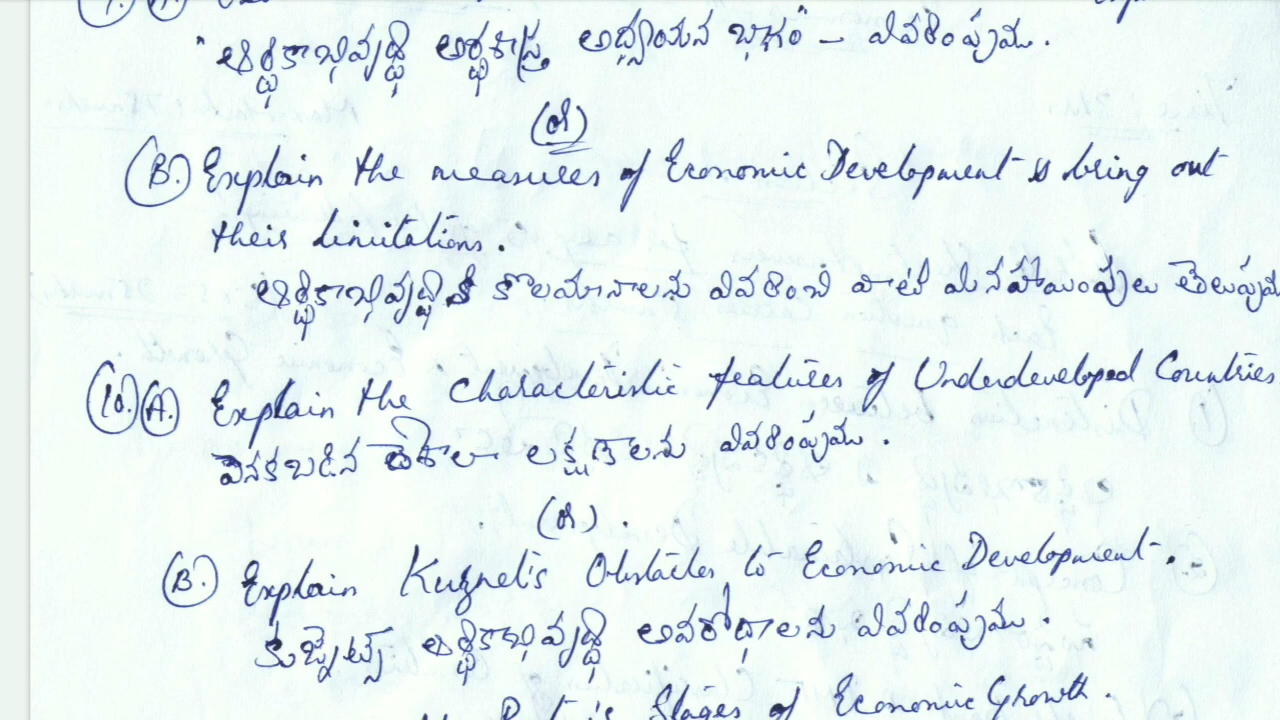 "ఆర్థికాభివృద్ధి అర్థశాస్త్ర అధ్యయన భాగం" – వివరింపుము.
(or)
(B.) Explain the measures of Economic Development & bring out
their limitations.
ఆర్థికాభివృద్ధికి కొలమానాలను వివరించి వాటి మినహాయింపులు తెలుపుము
(10.) (A.) Explain the characteristic features of Underdeveloped Countries
వెనకబడిన దేశాల లక్షణాలను వివరింపుము.
(or).
(B.) Explain Kuznet's Obstacles to Economic Development.
కుజ్నెట్స్ ఆర్థికాభివృద్ధి అవరోధాలను వివరింపుము.
Stages of Economic Growth.